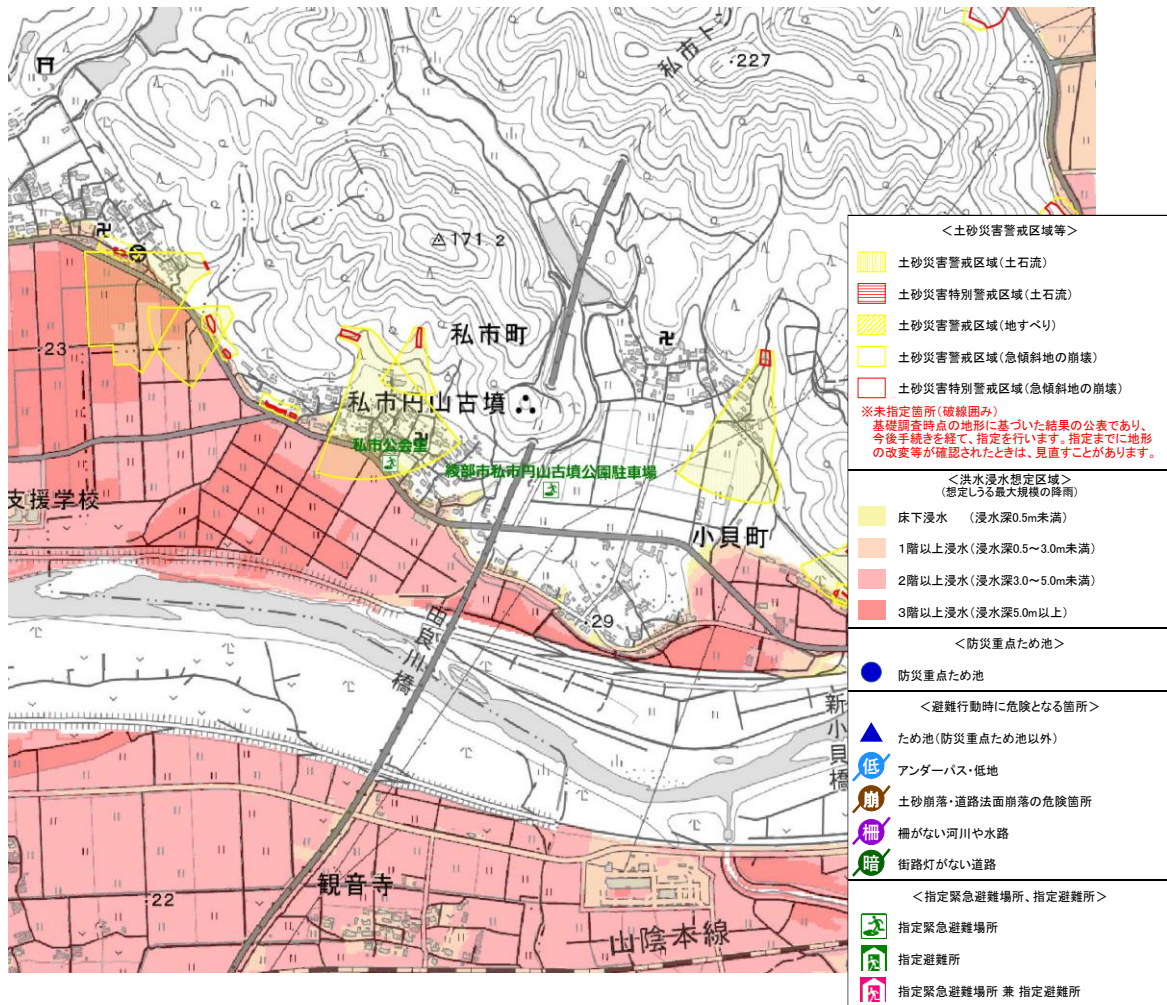 私市ト
・227
△171.2
私市町
・23
私市円山古墳
私市公会堂
綾部市私市円山古墳公園駐車場
支援学校
小貝町
・29
由良川橋
新小貝橋
観音寺
・22
山陰本線
＜土砂災害警戒区域等＞
土砂災害警戒区域(土石流)
土砂災害特別警戒区域(土石流)
土砂災害警戒区域(地すべり)
土砂災害警戒区域(急傾斜地の崩壊)
土砂災害特別警戒区域(急傾斜地の崩壊)
※未指定箇所(破線囲み)
基礎調査時点の地形に基づいた結果の公表であり、
今後手続きを経て、指定を行います。指定までに地形
の改変等が確認されたときは、見直すことがあります。
＜洪水浸水想定区域＞
(想定しうる最大規模の降雨)
床下浸水　(浸水深0.5m未満)
1階以上浸水(浸水深0.5～3.0m未満)
2階以上浸水(浸水深3.0～5.0m未満)
3階以上浸水(浸水深5.0m以上)
＜防災重点ため池＞
防災重点ため池
＜避難行動時に危険となる箇所＞
ため池(防災重点ため池以外)
低 アンダーパス・低地
崩 土砂崩落・道路法面崩落の危険箇所
柵 柵がない河川や水路
暗 街路灯がない道路
＜指定緊急避難場所、指定避難所＞
指定緊急避難場所
指定避難所
指定緊急避難場所 兼 指定避難所